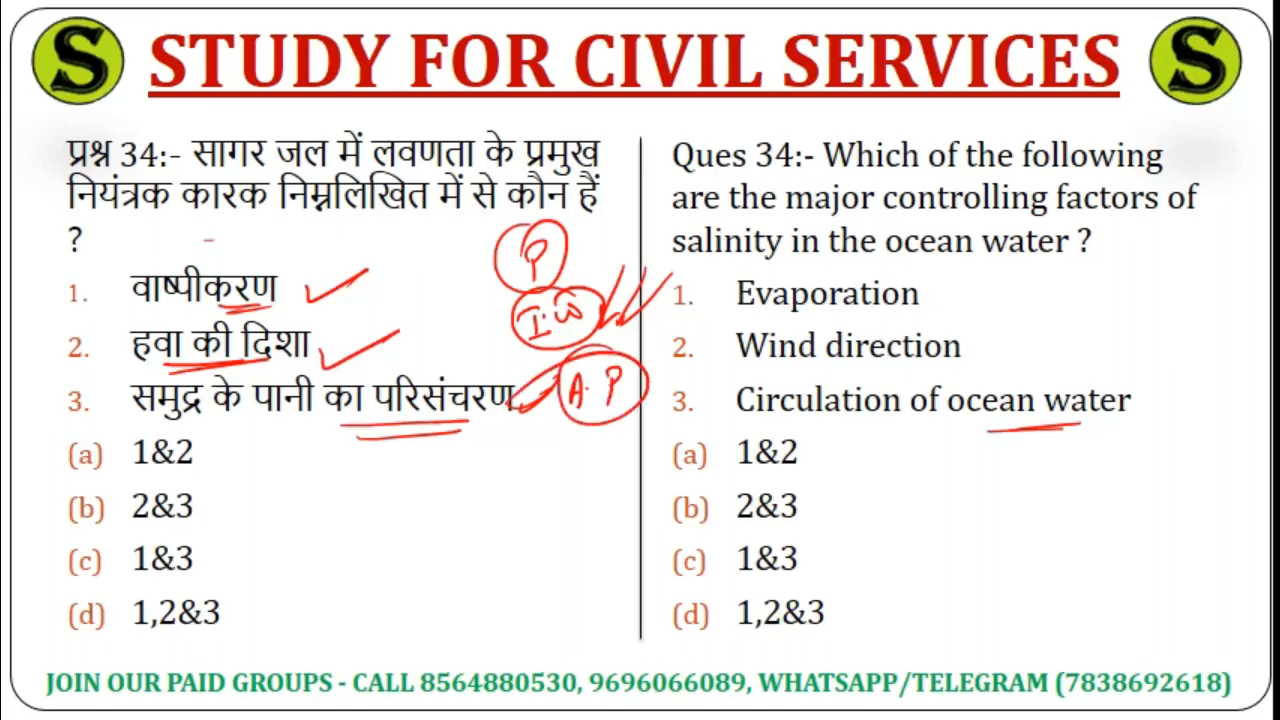 S STUDY FOR CIVIL SERVICES S
प्रश्न 34:- सागर जल में लवणता के प्रमुख
नियंत्रक कारक निम्नलिखित में से कौन हैं
?
1. वाष्पीकरण
2. हवा की दिशा
3. समुद्र के पानी का परिसंचरण
(a) 1&2
(b) 2&3
(c) 1&3
(d) 1,2&3
P
I.W
A.P
Ques 34:- Which of the following
are the major controlling factors of
salinity in the ocean water ?
1. Evaporation
2. Wind direction
3. Circulation of ocean water
(a) 1&2
(b) 2&3
(c) 1&3
(d) 1,2&3
JOIN OUR PAID GROUPS - CALL 8564880530, 9696066089, WHATSAPP/TELEGRAM (7838692618)